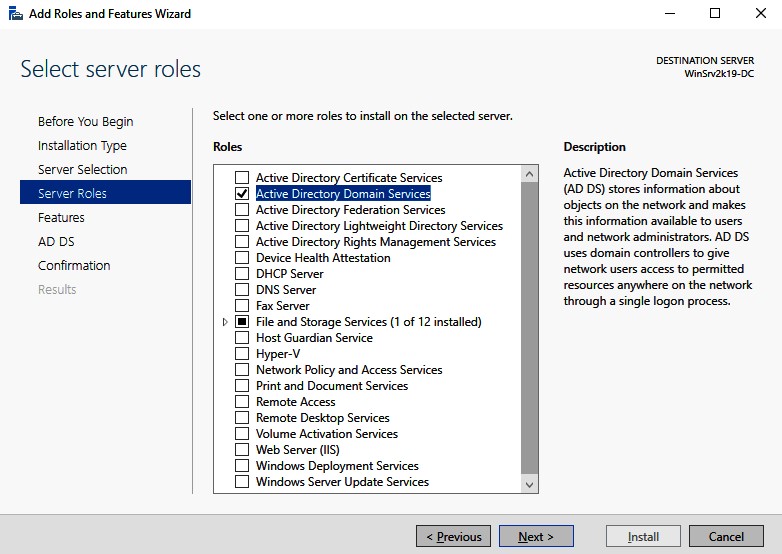 Add Roles and Features Wizard
Select server roles
DESTINATION SERVER
WinSrv2k19-DC
Before You Begin
Installation Type
Server Selection
Server Roles
Features
AD DS
Confirmation
Results
Select one or more roles to install on the selected server.
Roles
Active Directory Certificate Services
Active Directory Domain Services
Active Directory Federation Services
Active Directory Lightweight Directory Services
Active Directory Rights Management Services
Device Health Attestation
DHCP Server
DNS Server
Fax Server
File and Storage Services (1 of 12 installed)
Host Guardian Service
Hyper-V
Network Policy and Access Services
Print and Document Services
Remote Access
Remote Desktop Services
Volume Activation Services
Web Server (IIS)
Windows Deployment Services
Windows Server Update Services
Description
Active Directory Domain Services
(AD DS) stores information about
objects on the network and makes
this information available to users
and network administrators. AD DS
uses domain controllers to give
network users access to permitted
resources anywhere on the network
through a single logon process.
< Previous
Next >
Install
Cancel